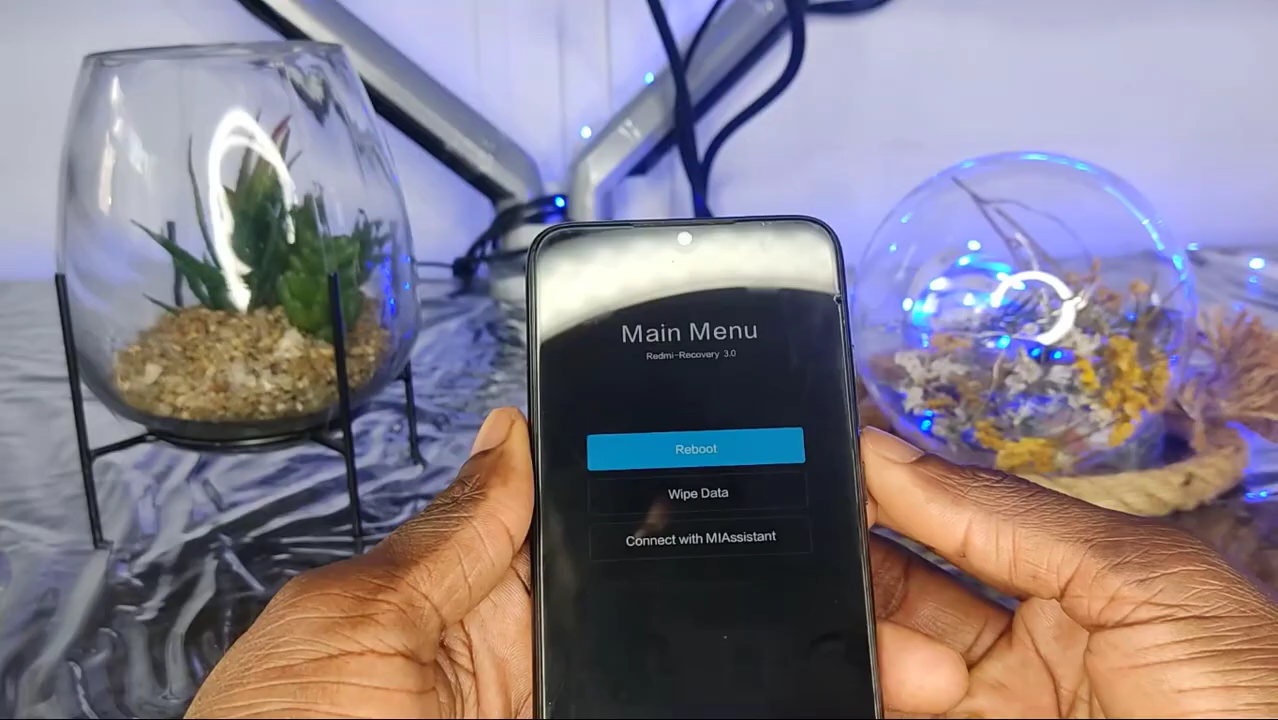 Main Menu
Redmi-Recovery 3.0
Reboot
Wipe Data
Connect with MIAssistant